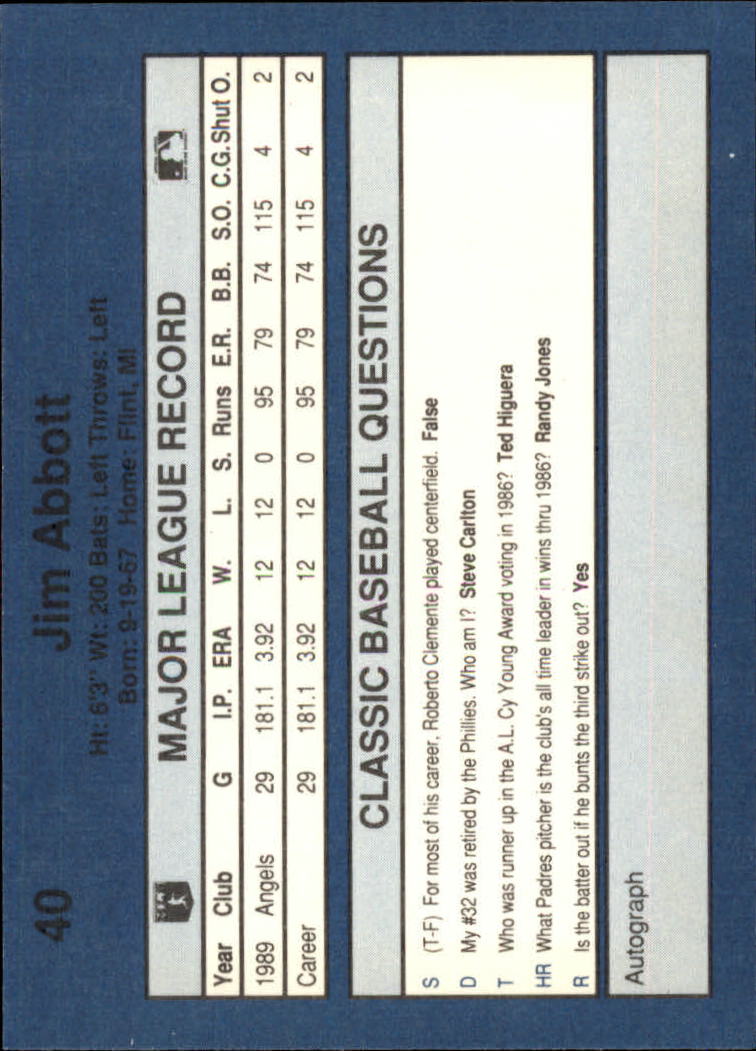 40 Jim Abbott
Ht: 6'3" Wt: 200 Bats: Left Throws: Left
Born: 9-19-67 Home: Flint, MI
MAJOR LEAGUE RECORD
Year Club G I.P. ERA W. L. S. Runs E.R. B.B. S.O. C.G. Shut O.
1989 Angels 29 181.1 3.92 12 12 0 95 79 74 115 4 2
Career 29 181.1 3.92 12 12 0 95 79 74 115 4 2
CLASSIC BASEBALL QUESTIONS
S (T-F) For most of his career, Roberto Clemente played centerfield. False
D My #32 was retired by the Phillies. Who am I? Steve Carlton
T Who was runner up in the A.L. Cy Young Award voting in 1986? Ted Higuera
HR What Padres pitcher is the club's all time leader in wins thru 1986? Randy Jones
R Is the batter out if he bunts the third strike out? Yes
Autograph